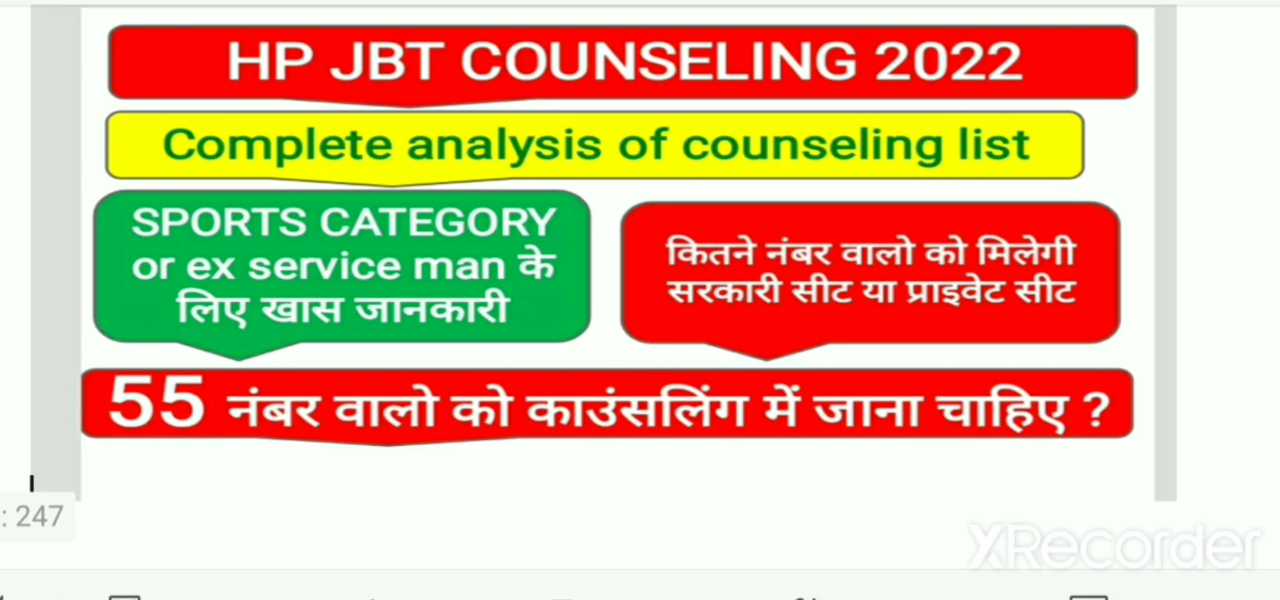 HP JBT COUNSELING 2022
Complete analysis of counseling list
SPORTS CATEGORY
or ex service man के
लिए खास जानकारी
कितने नंबर वालो को मिलेगी
सरकारी सीट या प्राइवेट सीट
55 नंबर वालो को काउंसलिंग में जाना चाहिए ?
: 247
XRecorder